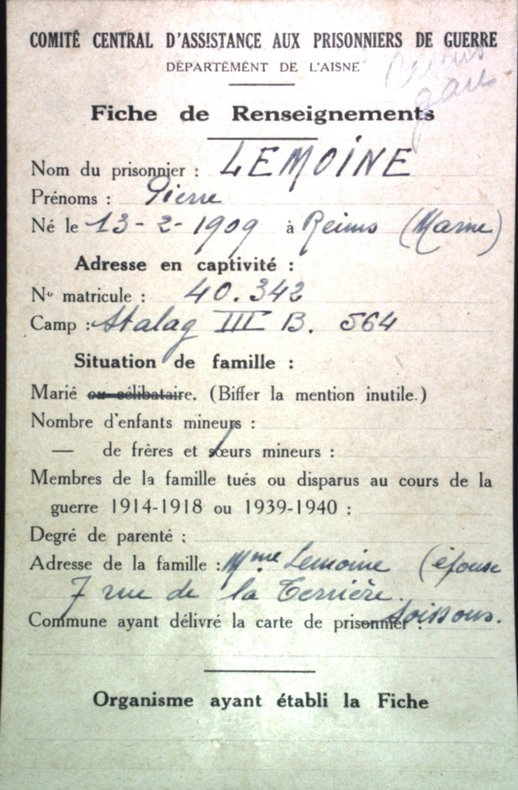 COMITÉ CENTRAL D'ASSISTANCE AUX PRISONNIERS DE GUERRE
DÉPARTEMENT DE L'AISNE
Reims
gare
Fiche de Renseignements
Nom du prisonnier : LEMOINE
Prénoms : Pierre
Né le 13-2-1909 à Reims (Marne)
Adresse en captivité :
No matricule : 40.342
Camp : Stalag III B. 564
Situation de famille :
Marié ou célibataire. (Biffer la mention inutile.)
Nombre d'enfants mineurs :
— de frères et sœurs mineurs :
Membres de la famille tués ou disparus au cours de la
guerre 1914-1918 ou 1939-1940 :
Degré de parenté :
Adresse de la famille : Mme Lemoine (épouse
7 rue de la
Commune ayant délivré la carte de prisonnier : Soissons.
Organisme ayant établi la Fiche